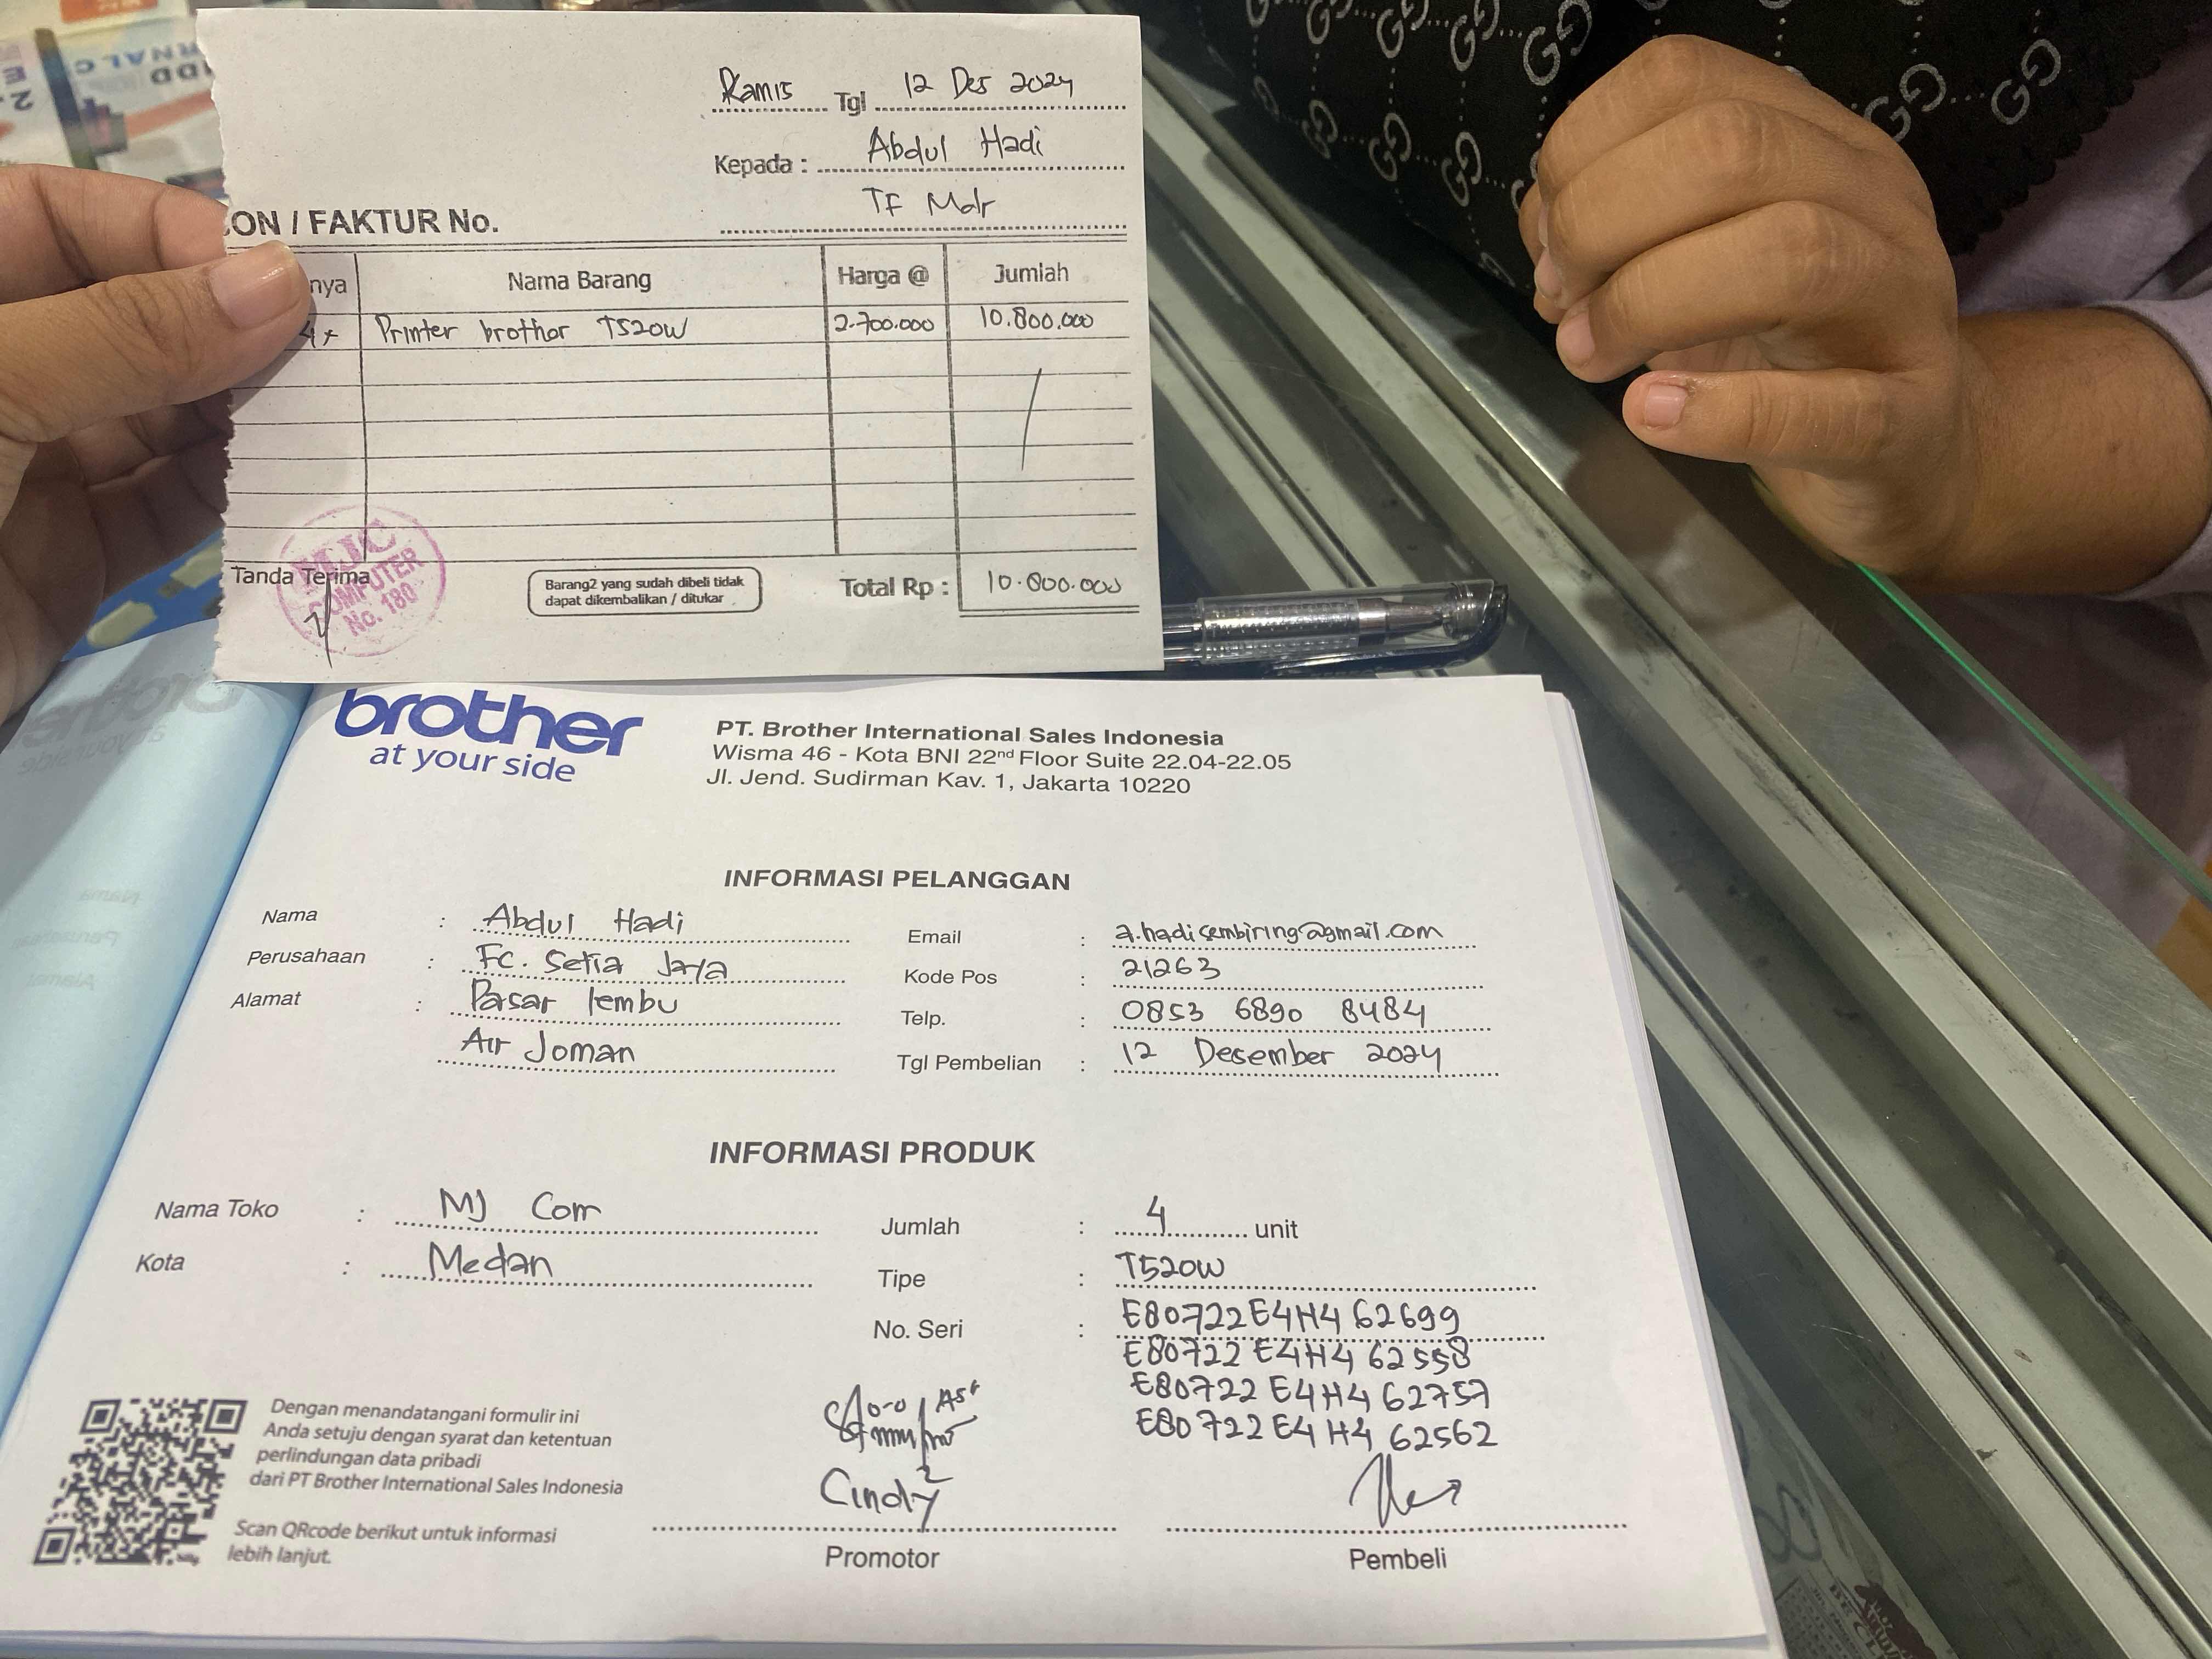 Kamis Tgl 12 Des 2024
Kepada : Abdul Hadi
TF Mdr
ON / FAKTUR No.
nya Nama Barang Harga @ Jumlah
4x Printer brother T520W 2.700.000 10.800.000
Tanda Terima
MJC
COMPUTER
No. 180
Barang2 yang sudah dibeli tidak
dapat dikembalikan / ditukar
Total Rp : 10.800.000
brother
at your side
PT. Brother International Sales Indonesia
Wisma 46 - Kota BNI 22nd Floor Suite 22.04-22.05
Jl. Jend. Sudirman Kav. 1, Jakarta 10220
INFORMASI PELANGGAN
Nama : Abdul Hadi
Perusahaan : Fc. Setia Jaya
Alamat : Pasar lembu
Air Joman
Email : a.hadisembiring@gmail.com
Kode Pos : 21263
Telp. : 0853 6890 8484
Tgl Pembelian : 12 Desember 2024
INFORMASI PRODUK
Nama Toko : MJ Com
Kota : Medan
Jumlah : 4 unit
Tipe : T520W
No. Seri : E80722E4H462699
E80722E4H462558
E80722E4H462757
E80722E4H462562
Dengan menandatangani formulir ini
Anda setuju dengan syarat dan ketentuan
perlindungan data pribadi
dari PT Brother International Sales Indonesia
Scan QRcode berikut untuk informasi
lebih lanjut.
Cindy
Promotor
Pembeli